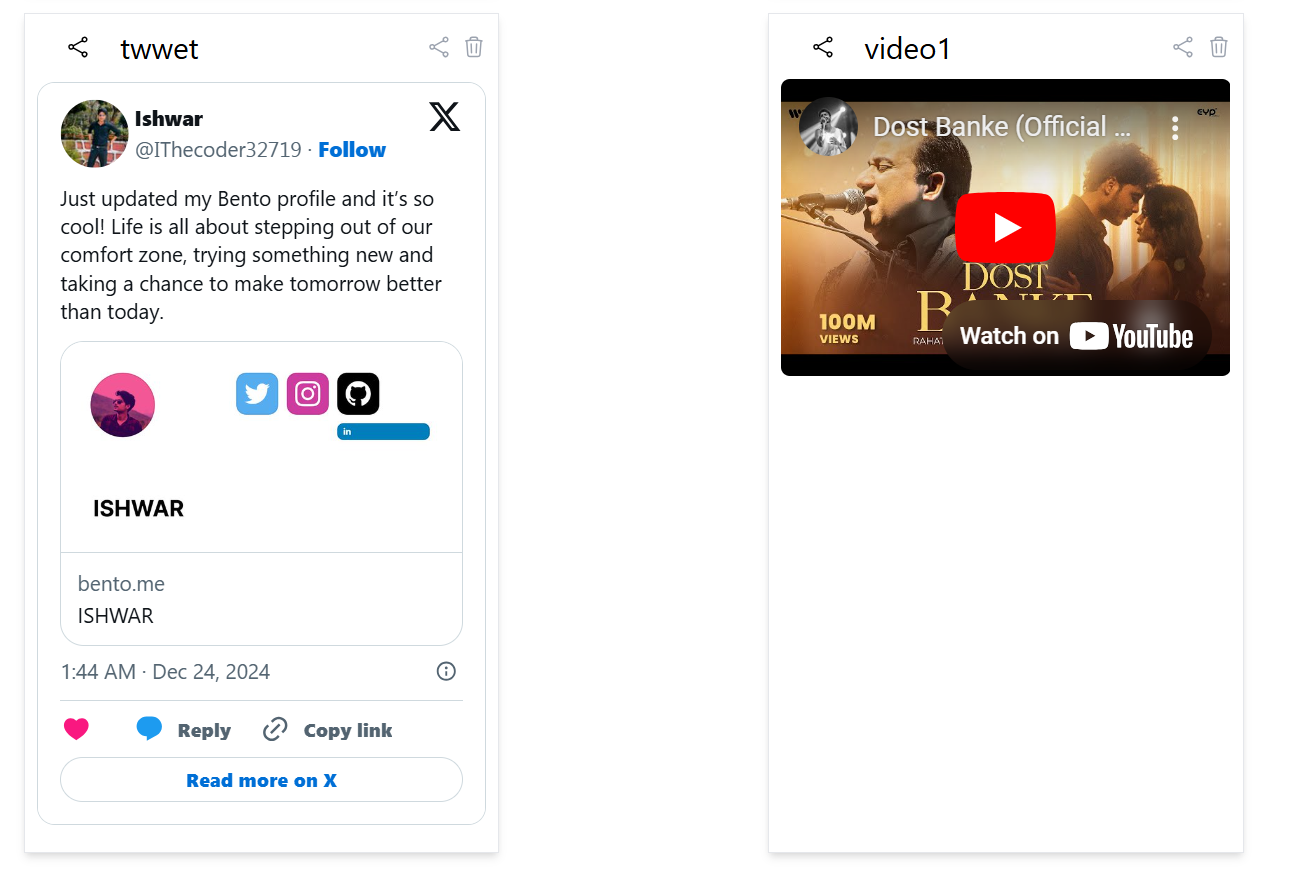 twwet
Ishwar
@IThecoder32719 · Follow
Just updated my Bento profile and it’s so
cool! Life is all about stepping out of our
comfort zone, trying something new and
taking a chance to make tomorrow better
than today.
in
ISHWAR
bento.me
ISHWAR
1:44 AM · Dec 24, 2024
Reply
Copy link
Read more on X
video1
EYP
Dost Banke (Official ...
DOST
BANKE
100M
VIEWS
RAHAT
Watch on YouTube